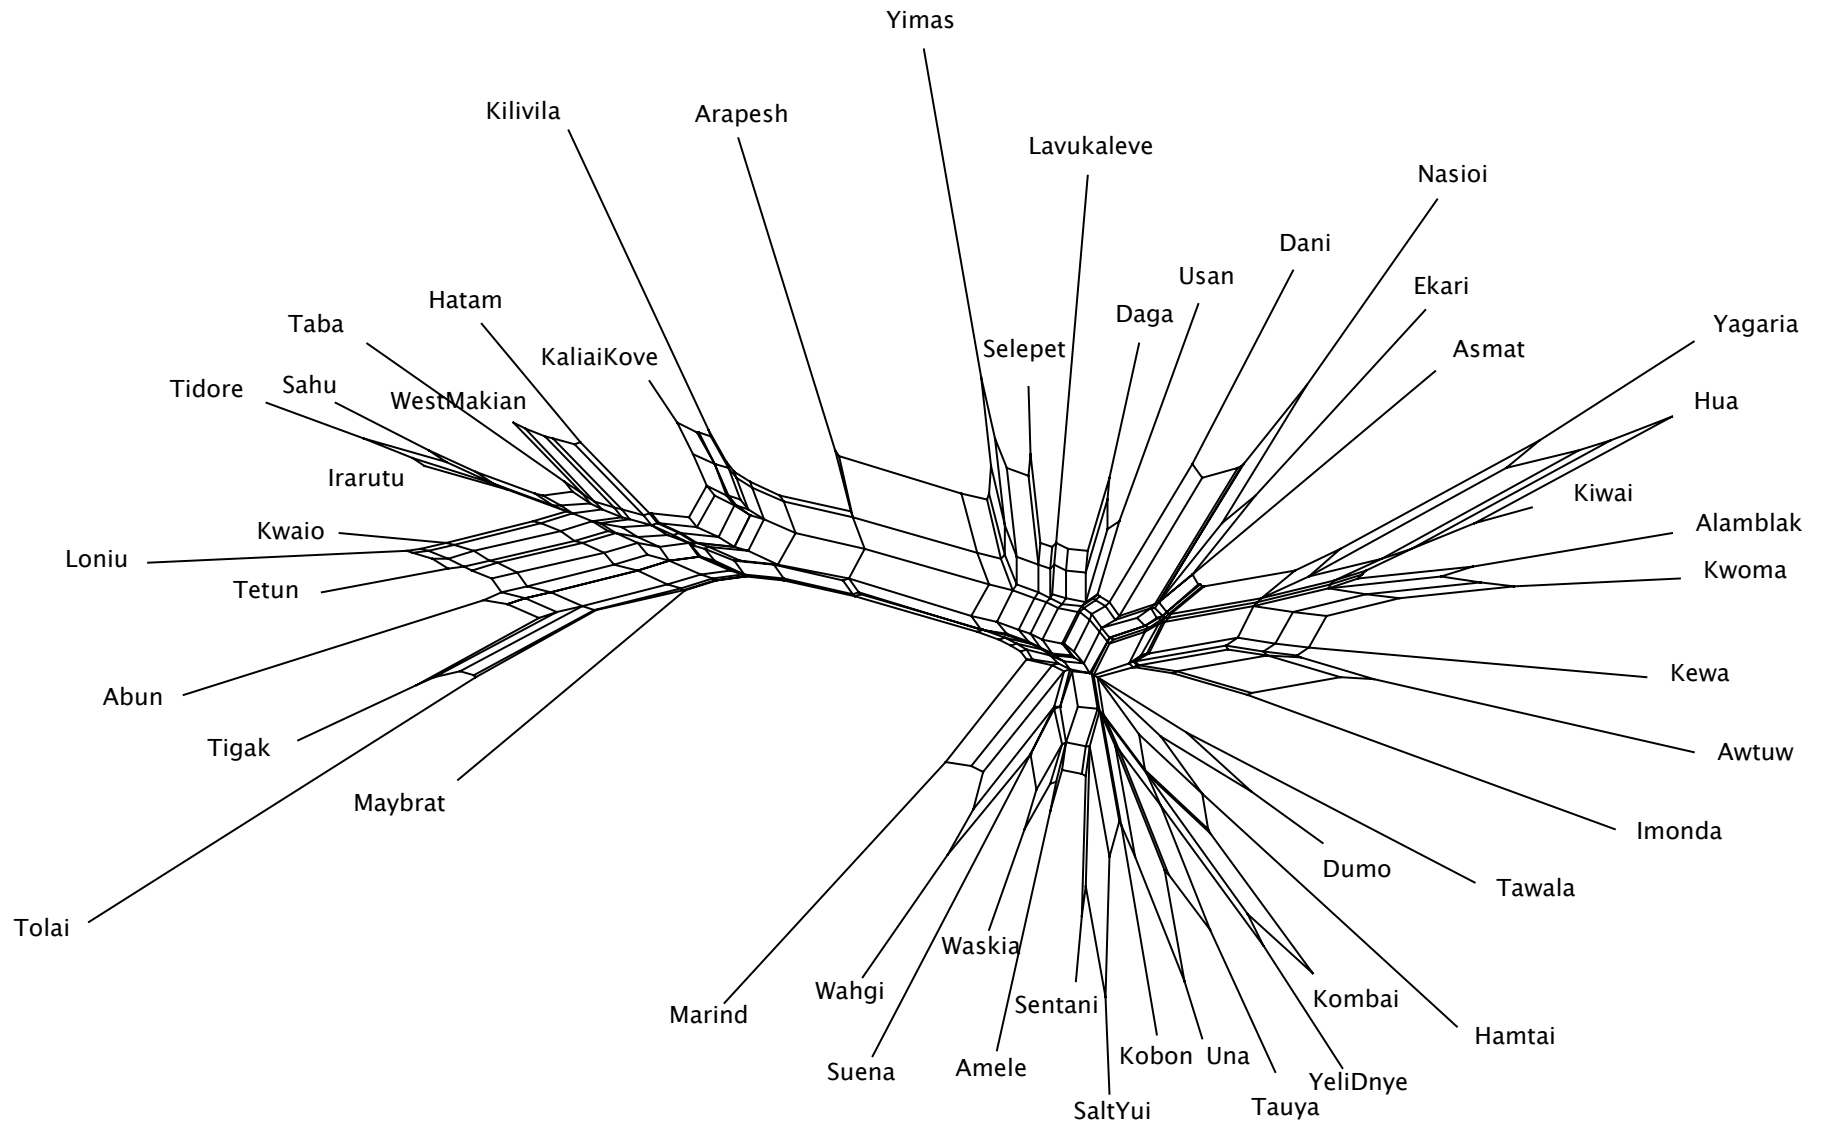 Yimas
Kilivila
Arapesh
Lavukaleve
Nasioi
Dani
Usan
Ekari
Hatam
Daga
Taba
Yagaria
Selepet
Asmat
KaliaiKove
Tidore
Sahu
WestMakian
Hua
Irarutu
Kiwai
Kwaio
Alamblak
Loniu
Kwoma
Tetun
Kewa
Abun
Tigak
Awtuw
Maybrat
Imonda
Dumo
Tawala
Tolai
Waskia
Wahgi
Kombai
Sentani
Marind
Hamtai
Kobon
Una
Amele
Suena
YeliDnye
Tauya
SaltYui